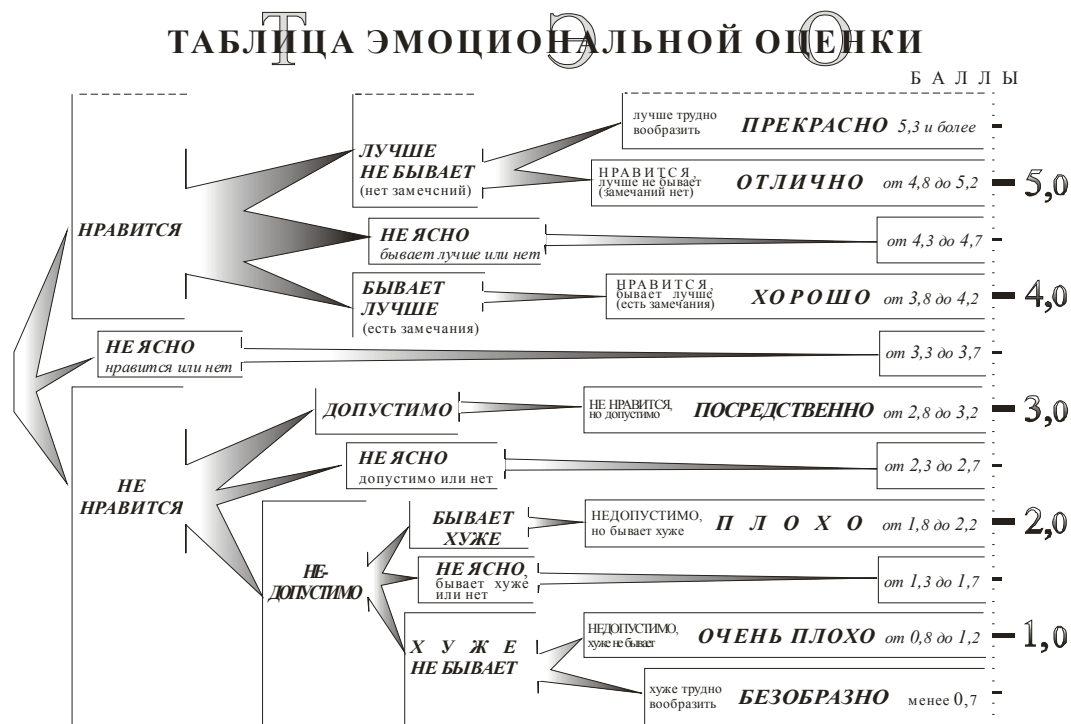 ТАБЛИЦА ЭМОЦИОНАЛЬНОЙ ОЦЕНКИ
Т Э О
БАЛЛЫ
НРАВИТСЯ
ЛУЧШЕ
НЕ БЫВАЕТ
(нет замечсний)
лучше трудно
вообразить
ПРЕКРАСНО 5,3 и более
НРАВИТСЯ,
лучше не бывает
(замечаний нет)
ОТЛИЧНО от 4,8 до 5,2
5,0
НЕ ЯСНО
бывает лучше или нет
от 4,3 до 4,7
БЫВАЕТ
ЛУЧШЕ
(есть замечания)
НРАВИТСЯ,
бывает лучше
(есть замечания)
ХОРОШО от 3,8 до 4,2
4,0
НЕ ЯСНО
нравится или нет
от 3,3 до 3,7
НЕ
НРАВИТСЯ
ДОПУСТИМО
НЕ НРАВИТСЯ,
но допустимо
ПОСРЕДСТВЕННО от 2,8 до 3,2
3,0
НЕ ЯСНО
допустимо или нет
от 2,3 до 2,7
НЕ-
ДОПУСТИМО
БЫВАЕТ
ХУЖЕ
НЕДОПУСТИМО,
но бывает хуже
ПЛОХО от 1,8 до 2,2
2,0
НЕ ЯСНО,
бывает хуже
или нет
от 1,3 до 1,7
ХУЖЕ
НЕ БЫВАЕТ
НЕДОПУСТИМО,
хуже не бывает
ОЧЕНЬ ПЛОХО от 0,8 до 1,2
1,0
хуже трудно
вообразить
БЕЗОБРАЗНО менее 0,7